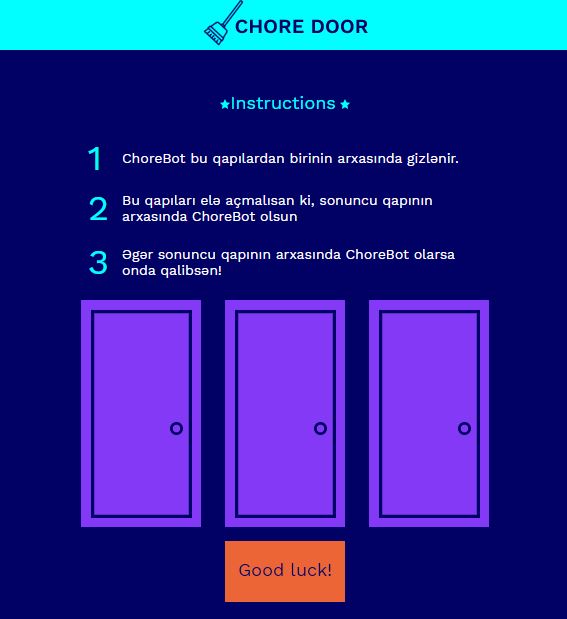 CHORE DOOR
Instructions
1
ChoreBot bu qapılardan birinin arxasında gizlənir.
2
Bu qapıları elə açmalısan ki, sonuncu qapının
arxasında ChoreBot olsun
3
Əgər sonuncu qapının arxasında ChoreBot olarsa
onda qalibsən!
Good luck!